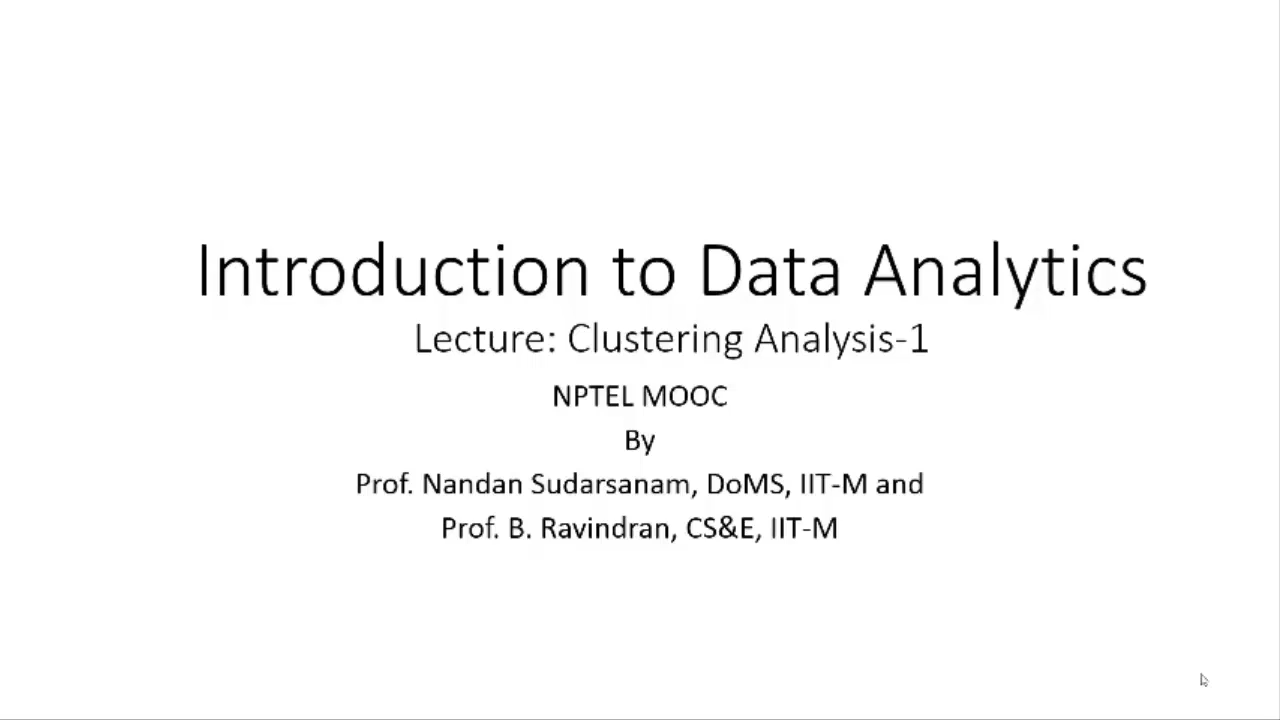 Introduction to Data Analytics
Lecture: Clustering Analysis-1
NPTEL MOOC
By
Prof. Nandan Sudarsanam, DoMS, IIT-M and
Prof. B. Ravindran, CS&E, IIT-M